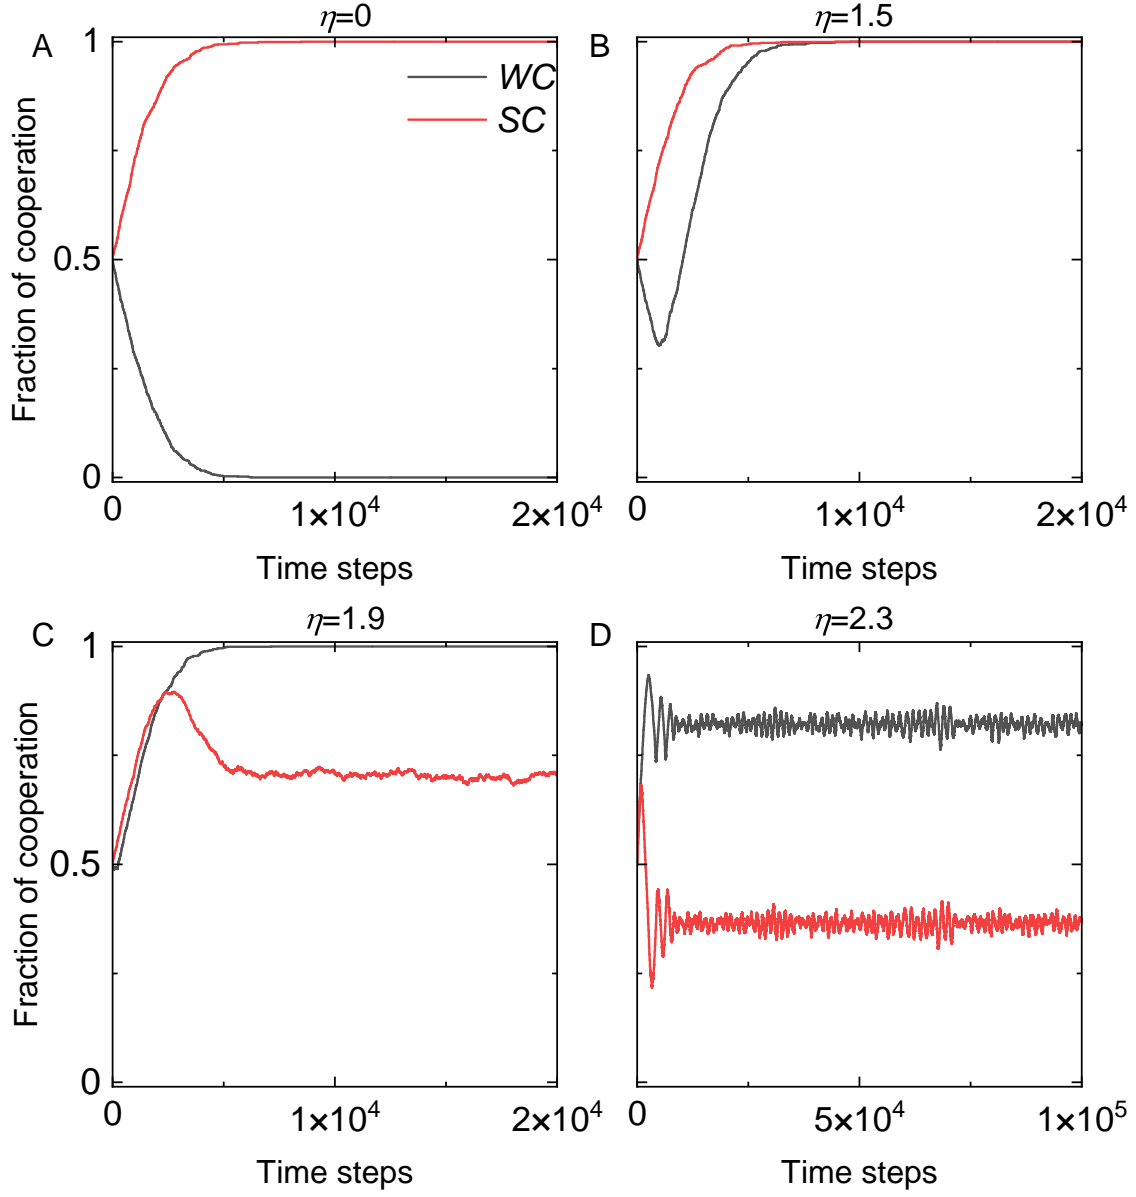 A
η=0
1
0.5
0
Fraction of cooperation
WC
SC
0
1×10⁴
2×10⁴
Time steps
B
η=1.5
0
1×10⁴
2×10⁴
Time steps
C
η=1.9
1
0.5
0
Fraction of cooperation
0
1×10⁴
2×10⁴
Time steps
D
η=2.3
0
5×10⁴
1×10⁵
Time steps